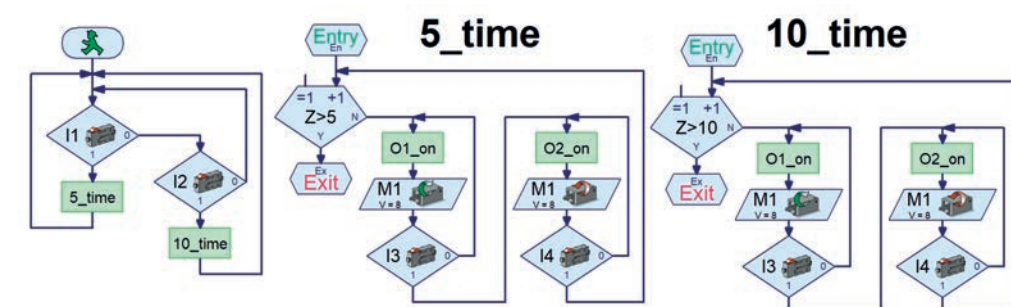 5_time
10_time
I1
0
1
5_time
I2
0
1
10_time
Entry
En
=1 +1
Z>5
N
Y
Ex
Exit
O1_on
M1
V = 8
I3
0
1
O2_on
M1
V = 8
I4
0
1
Entry
En
=1 +1
Z>10
N
Y
Ex
Exit
O1_on
M1
V = 8
I3
0
1
O2_on
M1
V = 8
I4
0
1